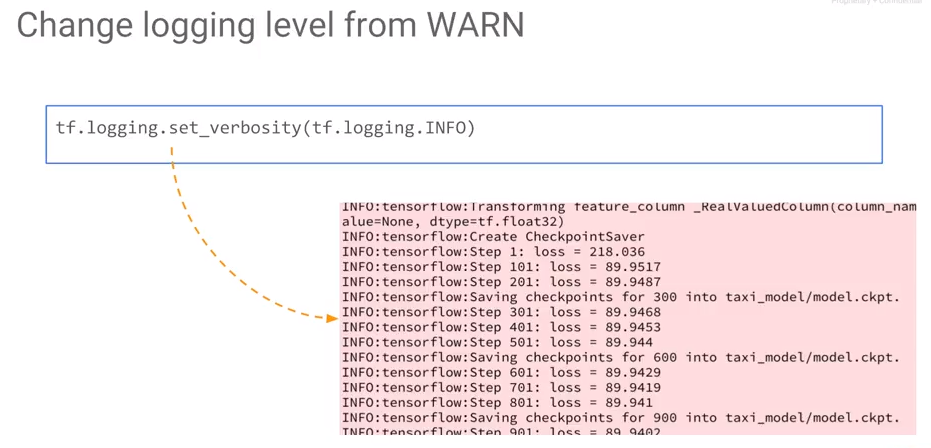 Proprietary + Confidential
Change logging level from WARN
tf.logging.set_verbosity(tf.logging.INFO)
INFO:tensorflow:Transforming feature_column _RealValuedColumn(column_nam
alue=None, dtype=tf.float32)
INFO:tensorflow:Create CheckpointSaver
INFO:tensorflow:Step 1: loss = 218.036
INFO:tensorflow:Step 101: loss = 89.9517
INFO:tensorflow:Step 201: loss = 89.9487
INFO:tensorflow:Saving checkpoints for 300 into taxi_model/model.ckpt.
INFO:tensorflow:Step 301: loss = 89.9468
INFO:tensorflow:Step 401: loss = 89.9453
INFO:tensorflow:Step 501: loss = 89.944
INFO:tensorflow:Saving checkpoints for 600 into taxi_model/model.ckpt.
INFO:tensorflow:Step 601: loss = 89.9429
INFO:tensorflow:Step 701: loss = 89.9419
INFO:tensorflow:Step 801: loss = 89.941
INFO:tensorflow:Saving checkpoints for 900 into taxi_model/model.ckpt.
INFO:tensorflow:Step 901: loss = 89.9402